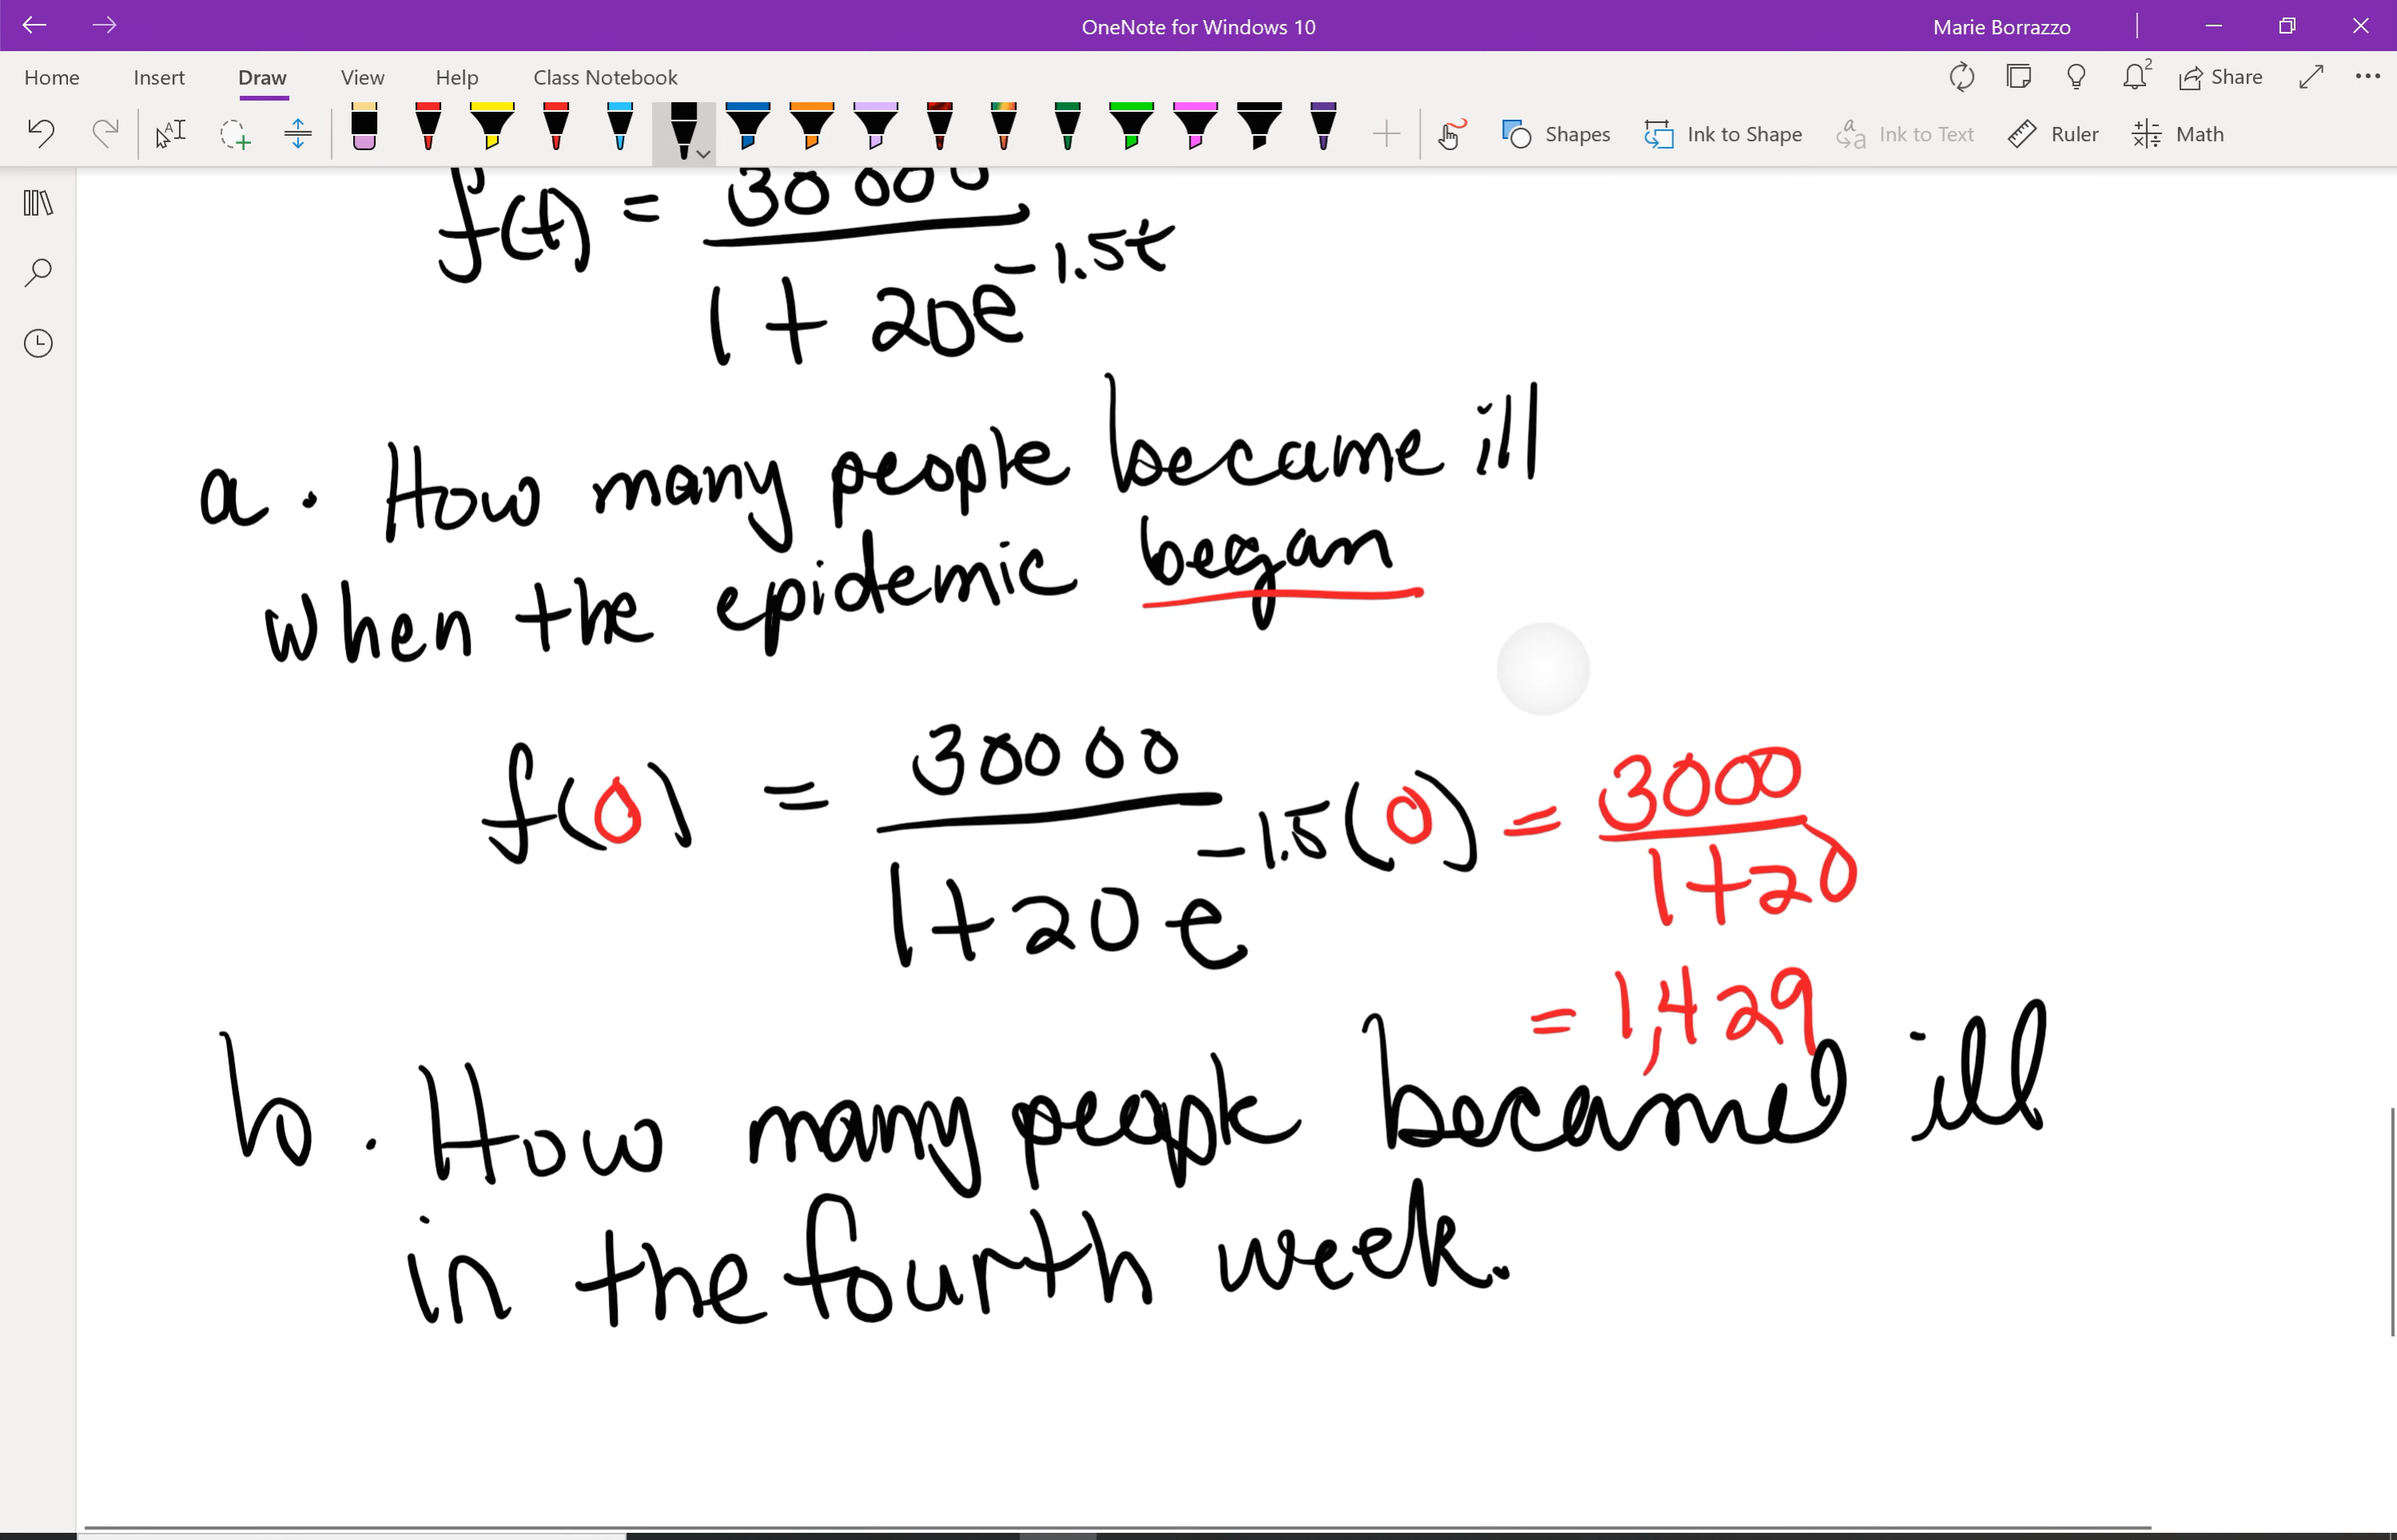 OneNote for Windows 10
Marie Borrazzo
Home Insert Draw View Help Class Notebook
2 Share
Shapes Ink to Shape Ink to Text Ruler Math
f(t) = 30000
1 + 20e^-1.5t
a. How many people became ill
when the epidemic began
f(0) = 30000 = 3000
1+20e^-1.5(0) 1+20
= 1,429
b. How many people became ill
in the fourth week.